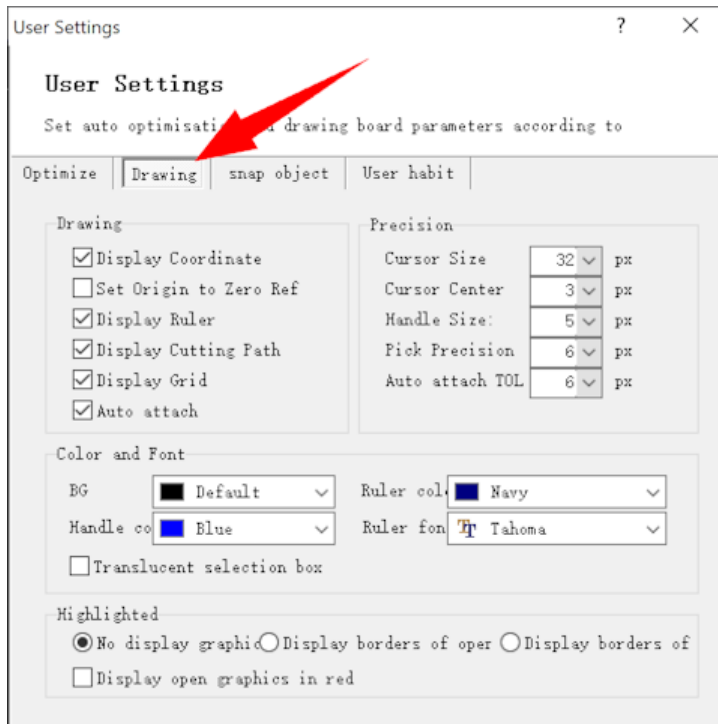 User Settings ? ×
User Settings
Set auto optimisati drawing board parameters according to
Optimize Drawing snap object User habit
Drawing
Display Coordinate
Set Origin to Zero Ref
Display Ruler
Display Cutting Path
Display Grid
Auto attach
Precision
Cursor Size 32 px
Cursor Center 3 px
Handle Size: 5 px
Pick Precision 6 px
Auto attach TOL 6 px
Color and Font
BG Default Ruler col Navy
Handle co Blue Ruler fon Tahoma
Translucent selection box
Highlighted
No display graphic Display borders of oper Display borders of
Display open graphics in red